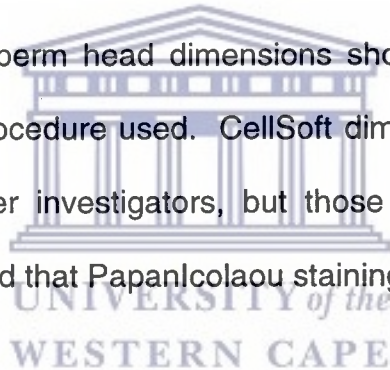 perm head dimensions sho
ocedure used. CellSoft dim
er investigators, but those
d that PapanIcolaou staining
UNIVERSITY of the
WESTERN CAPE